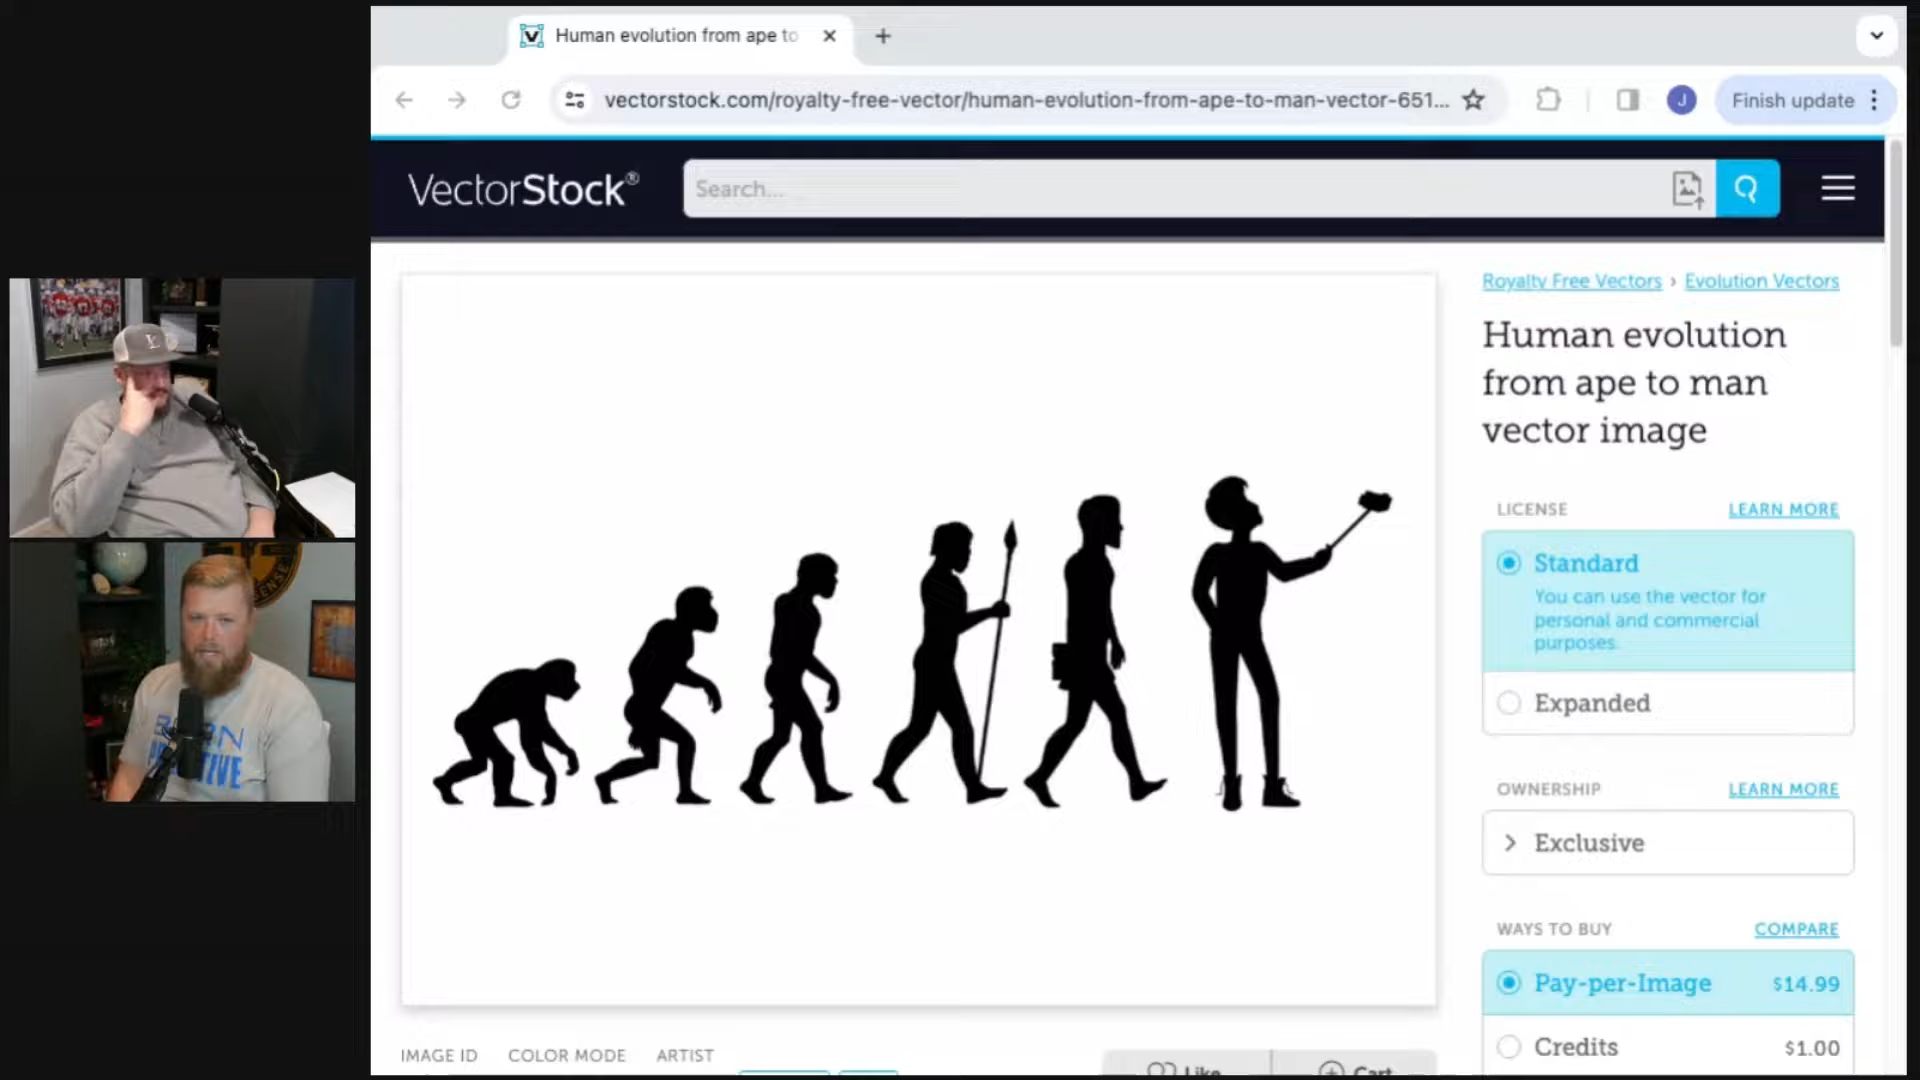 Human evolution from ape to
vectorstock.com/royalty-free-vector/human-evolution-from-ape-to-man-vector-651...
J
Finish update
VectorStock®
Search...
Royalty Free Vectors › Evolution Vectors
Human evolution
from ape to man
vector image
LICENSE
LEARN MORE
Standard
You can use the vector for
personal and commercial
purposes.
Expanded
OWNERSHIP
LEARN MORE
Exclusive
WAYS TO BUY
COMPARE
Pay-per-Image $14.99
Credits $1.00
IMAGE ID COLOR MODE ARTIST
Like
Cart